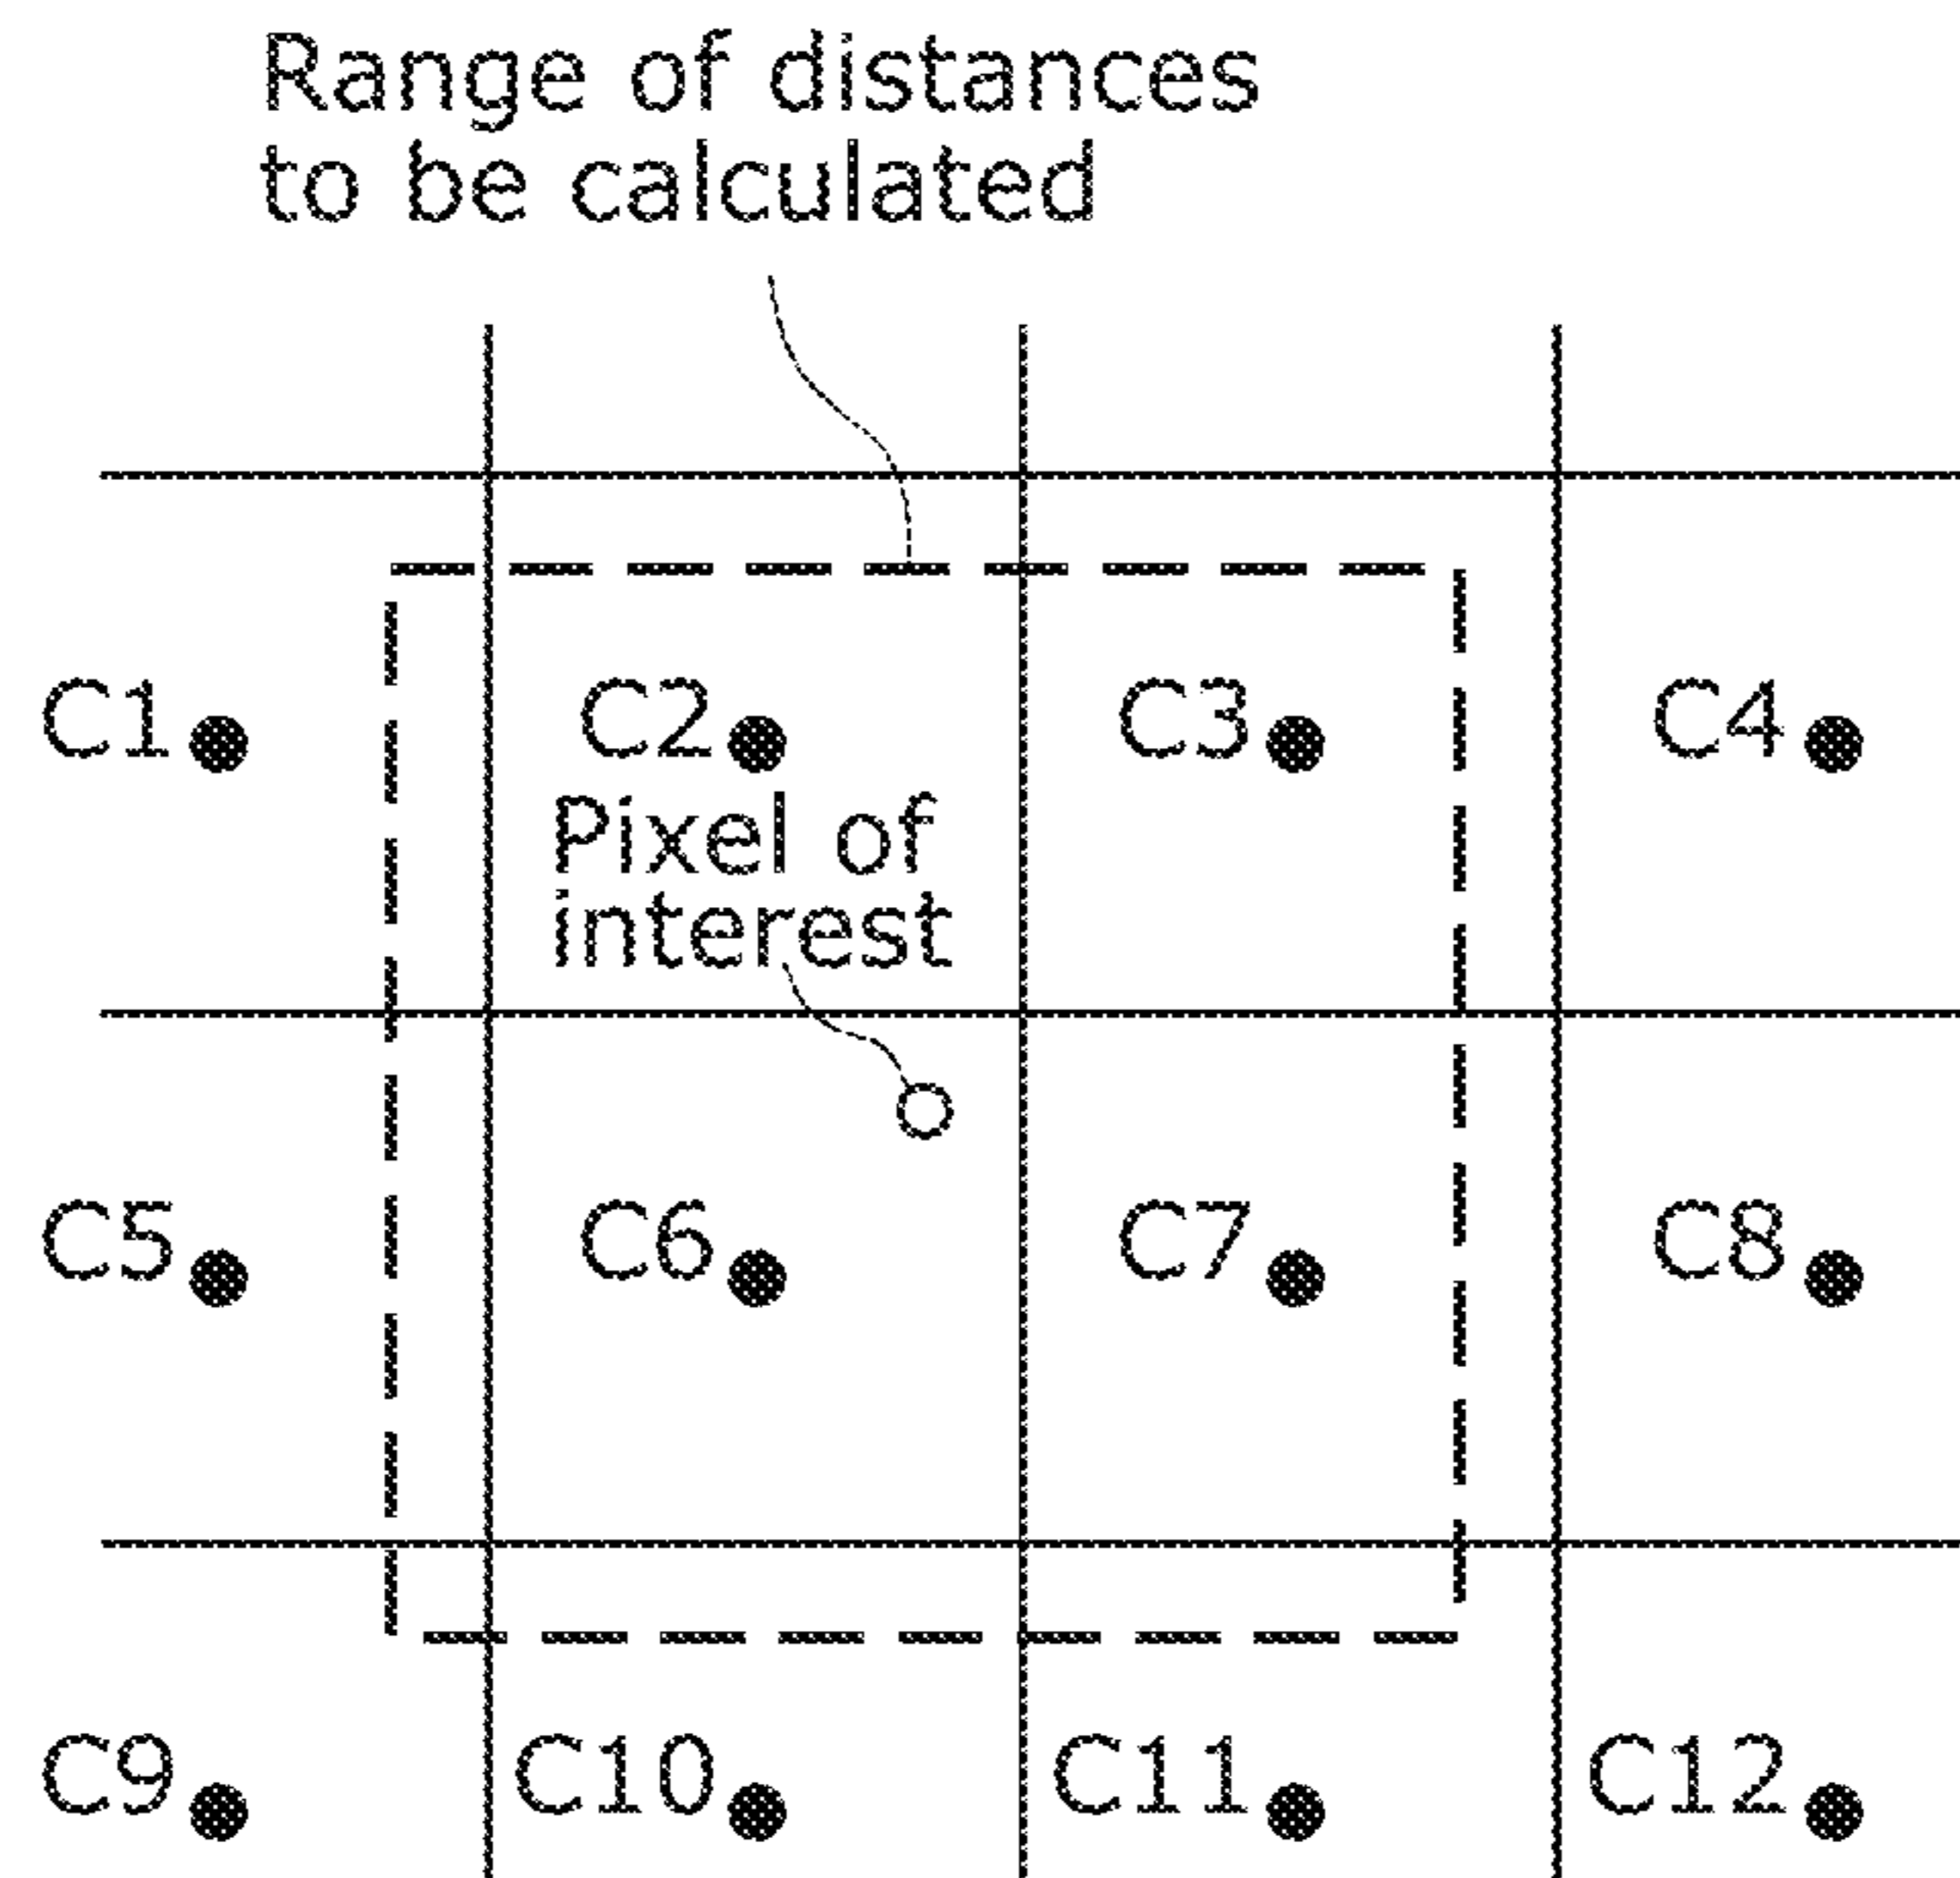 Range of distances
to be calculated
C1
C2
C3
C4
Pixel of
interest
C5
C6
C7
C8
C9
C10
C11
C12